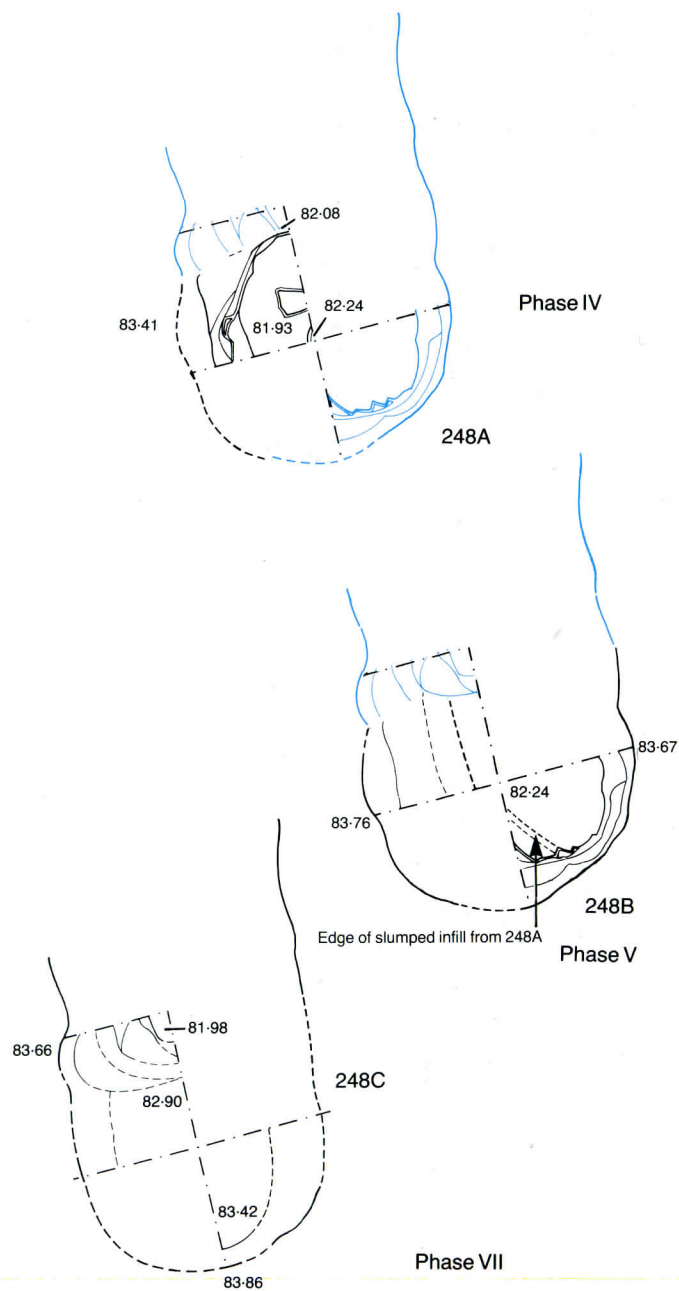 82·08
Phase IV
83·41
81·93
82·24
248A
83·67
82·24
83·76
248B
Edge of slumped infill from 248A
Phase V
81·98
83·66
248C
82·90
83·42
Phase VII
83·86